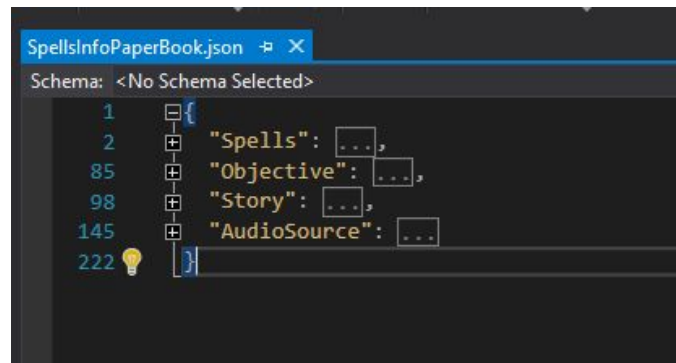 SpellsInfoPaperBook.json
Schema: <No Schema Selected>
1 {
2 "Spells": ...,
85 "Objective": ...,
98 "Story": ...,
145 "AudioSource": ...
222 }